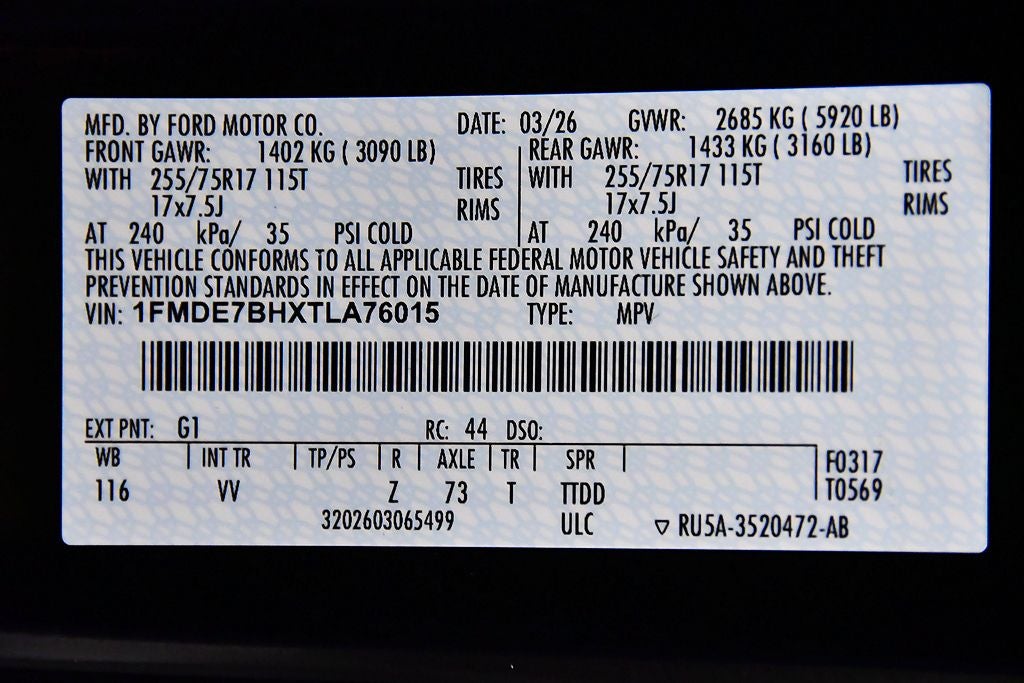 MFD. BY FORD MOTOR CO. DATE: 03/26 GVWR: 2685 KG ( 5920 LB)
FRONT GAWR: 1402 KG ( 3090 LB) REAR GAWR: 1433 KG ( 3160 LB)
WITH 255/75R17 115T TIRES WITH 255/75R17 115T TIRES
17x7.5J RIMS 17x7.5J RIMS
AT 240 kPa/ 35 PSI COLD AT 240 kPa/ 35 PSI COLD
THIS VEHICLE CONFORMS TO ALL APPLICABLE FEDERAL MOTOR VEHICLE SAFETY AND THEFT
PREVENTION STANDARDS IN EFFECT ON THE DATE OF MANUFACTURE SHOWN ABOVE.
VIN: 1FMDE7BHXTLA76015 TYPE: MPV
EXT PNT: G1 RC: 44 DSO:
WB INT TR TP/PS R AXLE TR SPR F0317
116 VV Z 73 T TTDD T0569
3202603065499 ULC ▽ RU5A-3520472-AB